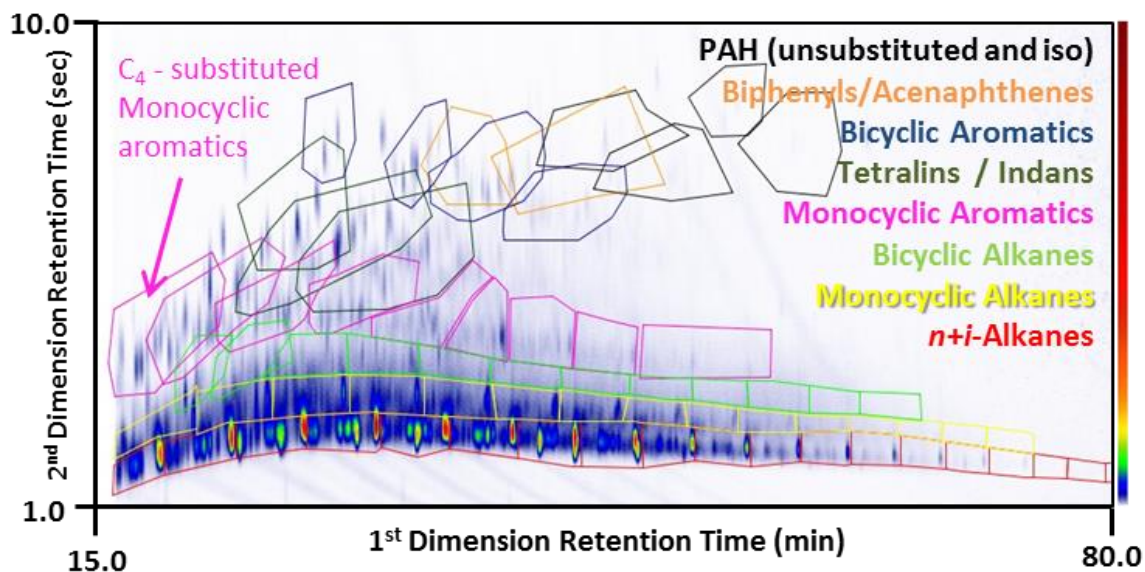 10.0
2nd Dimension Retention Time (sec)
C4 - substituted
Monocyclic
aromatics
PAH (unsubstituted and iso)
Biphenyls/Acenaphthenes
Bicyclic Aromatics
Tetralins / Indans
Monocyclic Aromatics
Bicyclic Alkanes
Monocyclic Alkanes
n+i-Alkanes
1.0
15.0
1st Dimension Retention Time (min)
80.0